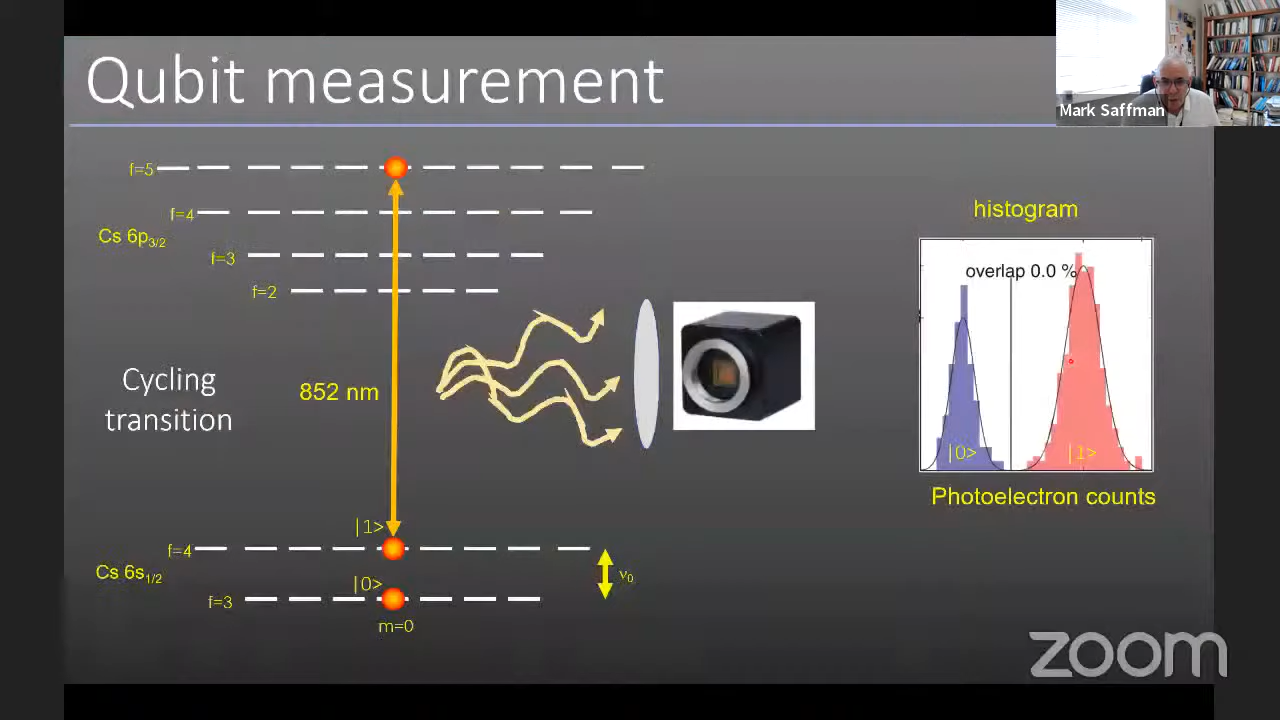 Qubit measurement
Mark Saffman
f=5
f=4
Cs 6p3/2
f=3
f=2
histogram
overlap 0.0 %
Cycling
transition
852 nm
|0>
|1>
Photoelectron counts
|1>
f=4
Cs 6s1/2
|0>
ν0
f=3
m=0
zoom